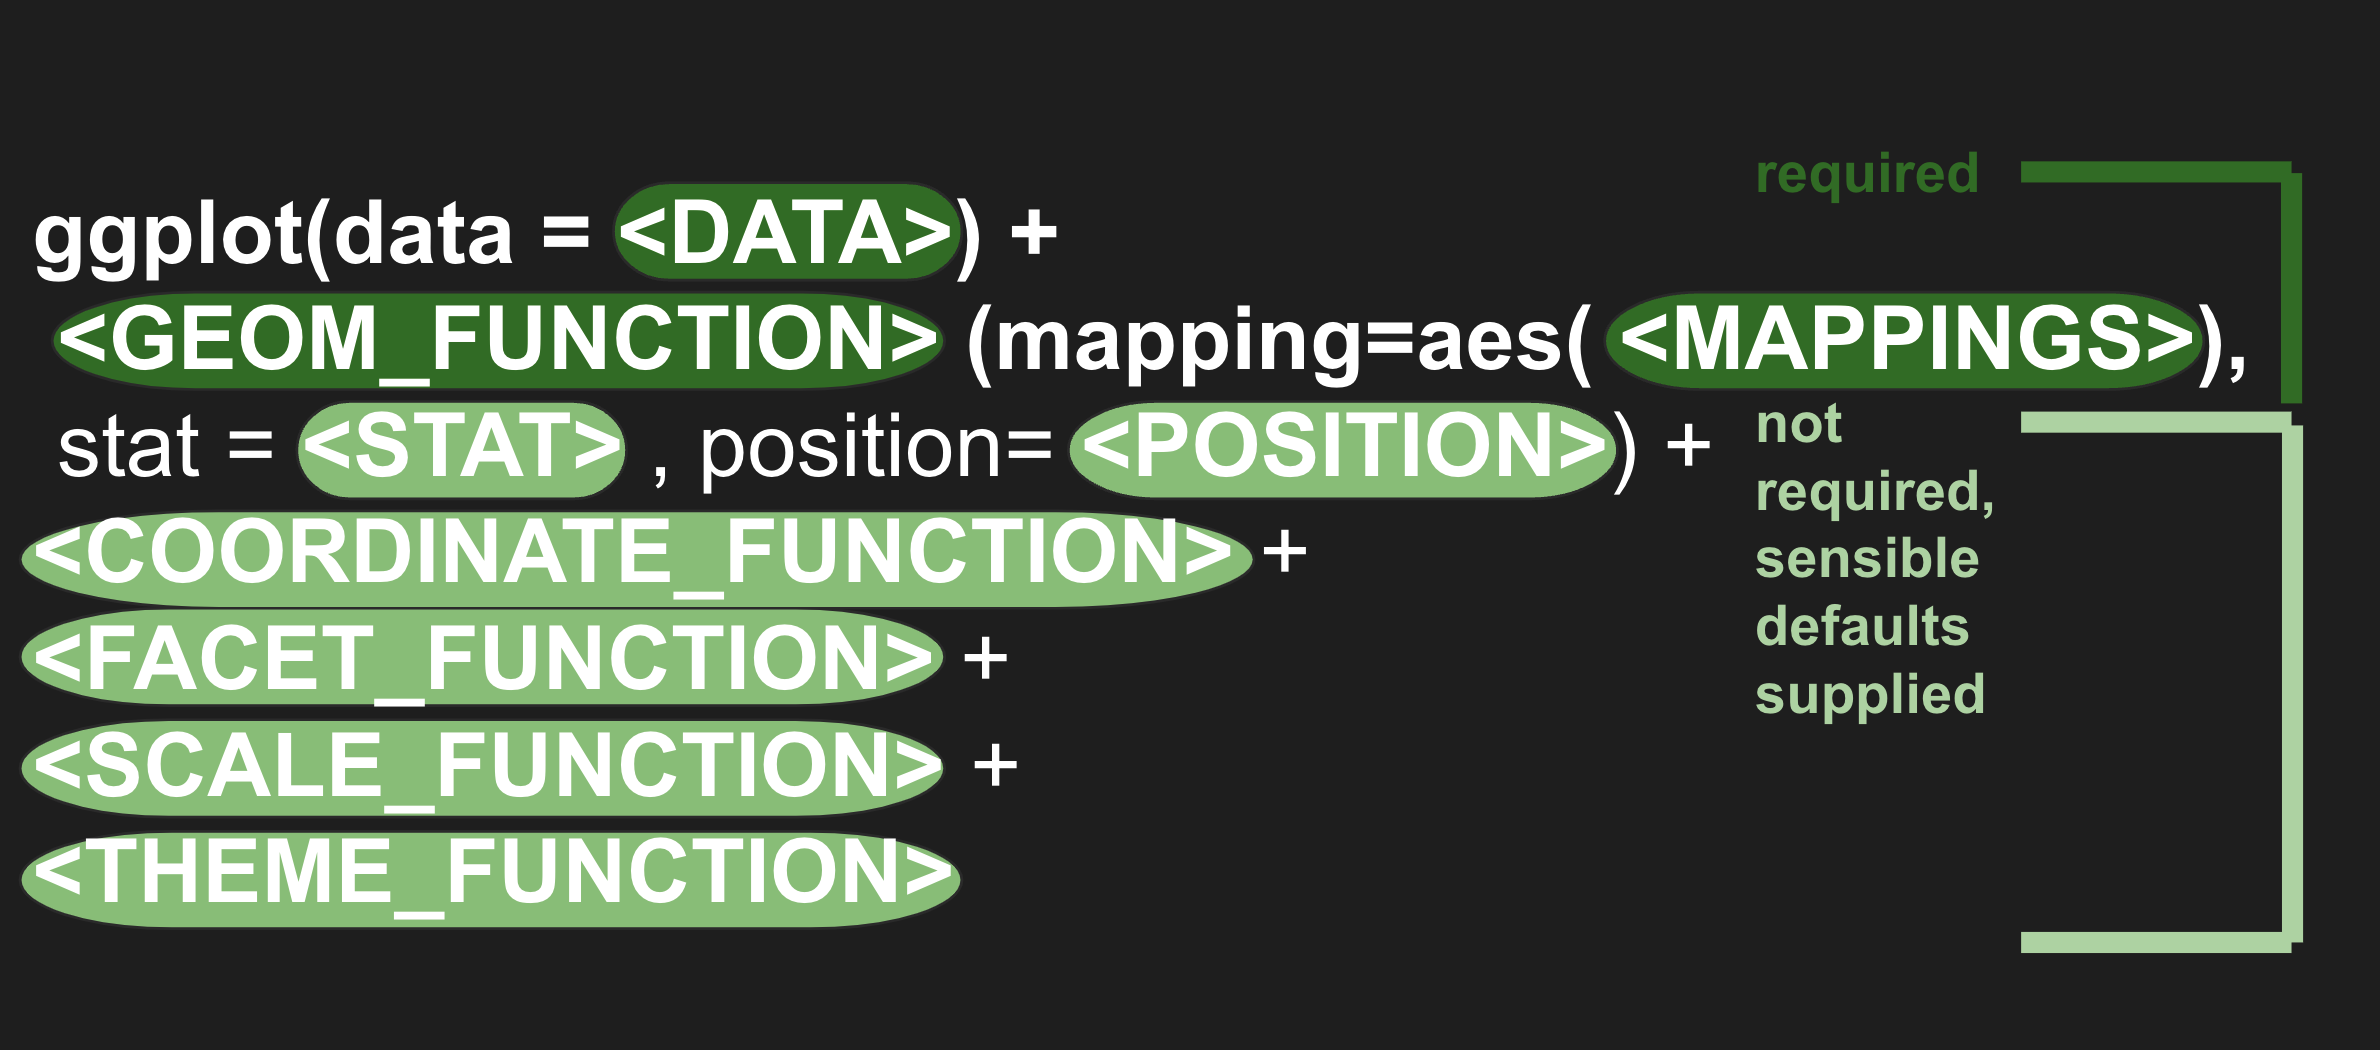 required
ggplot(data = <DATA>) +
<GEOM_FUNCTION> (mapping=aes( <MAPPINGS>),
stat = <STAT> , position= <POSITION>) +
not
required,
sensible
defaults
supplied
<COORDINATE_FUNCTION> +
<FACET_FUNCTION> +
<SCALE_FUNCTION> +
<THEME_FUNCTION>